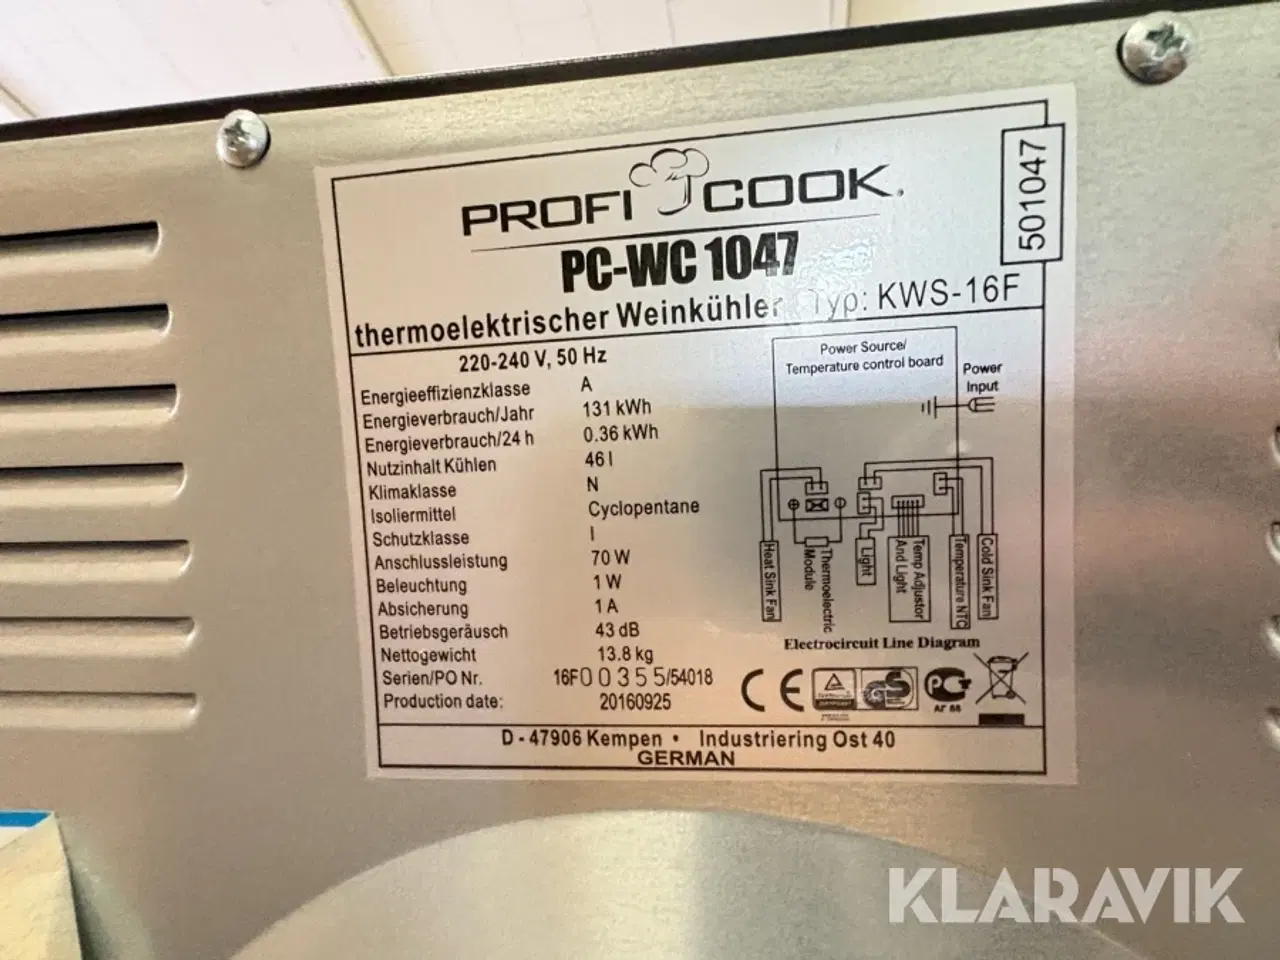 PROFI COOK®
501047
PC-WC 1047
thermoelektrischer Weinkühler Typ: KWS-16F
220-240 V, 50 Hz
Energieeffizienzklasse A
Energieverbrauch/Jahr 131 kWh
Energieverbrauch/24 h 0.36 kWh
Nutzinhalt Kühlen 46 l
Klimaklasse N
Isoliermittel Cyclopentane
Schutzklasse I
Anschlussleistung 70 W
Beleuchtung 1 W
Absicherung 1 A
Betriebsgeräusch 43 dB
Nettogewicht 13.8 kg
Serien/PO Nr. 16F00355/54018
Production date: 20160925
Power Source/
Temperature control board
Power
Input
Heat Sink Fan
Thermoelectric
Module
Light
Temp Adjustor
And Light
Temperature NTC
Cold Sink Fan
Electrocircuit Line Diagram
CE
GS
D - 47906 Kempen • Industriering Ost 40
GERMAN
KLARAVIK